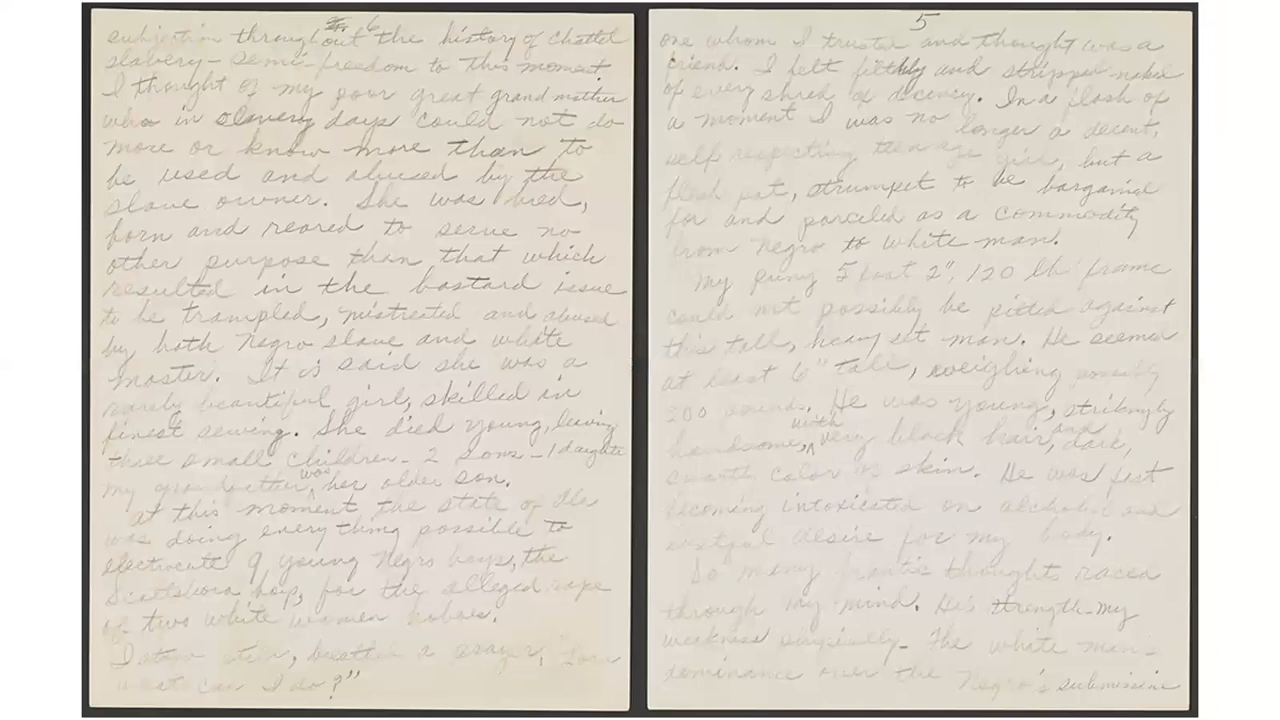 6
subjection throughout the history of chattel
slavery - semi-freedom to this moment
I thought of my poor great grandmother
who in slavery days could not do
more or know more than to
be used and abused by the
slave owner. She was bred,
born and reared to serve no
other purpose than that which
resulted in the bastard issue
to be trampled, mistreated and abused
by both Negro slave and white
master. It is said she was a
rarely beautiful girl, skilled in
finest sewing. She died young, leaving
three small children - 2 sons - 1 daughter
my grandfather was her older son.
At this moment the state of Ala
was doing everything possible to
electrocute 9 young Negro boys, the
Scottsboro boys, for the alleged rape
of two white women hoboes.
I breathed a prayer, "Lord
what can I do?"
5
one whom I trusted and thought was a
friend. I felt filthy and stripped naked
of every shred of decency. In a flash of
a moment I was no longer a decent,
self respecting teenage girl, but a
flesh pot, strumpet to be bargained
for and parceled as a commodity
from Negro to white man.
My puny 5 foot 2", 120 lb frame
could not possibly be pitted against
this tall, heavy set man. He seemed
at least 6" tall, weighing possibly
300 pounds. He was young, strikingly
handsome, with very black hair, and dark,
swarth color of skin. He was fast
becoming intoxicated on alcohol and
lustful desire for my body.
So many frantic thoughts raced
through my mind. His strength - my
weakness physically - The white man -
dominance over the Negro's submissive